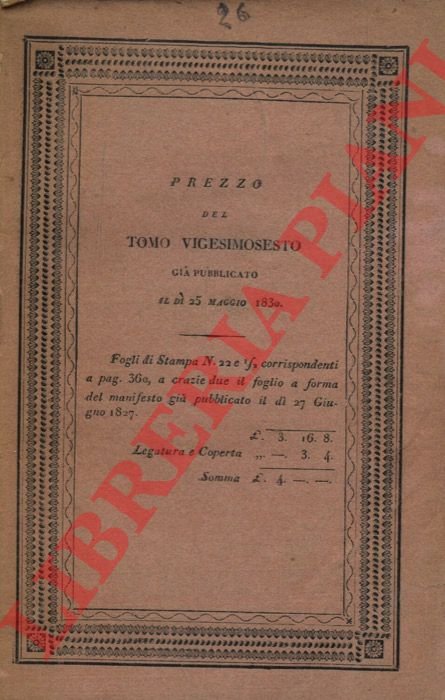 26
PREZZO
DEL
TOMO VIGESIMOSESTO
GIÀ PUBBLICATO
IL DÌ 25 MAGGIO 1830.
Fogli di Stampa N. 22 e 1/2, corrispondenti
a pag. 360, a crazie due il foglio a forma
del manifesto già pubblicato il dì 27 Giu-
gno 1827.
£. 3. 16. 8.
Legatura e Coperta „ —. 3. 4.
Somma £. 4. —. —.
LIBRERIA PIANI